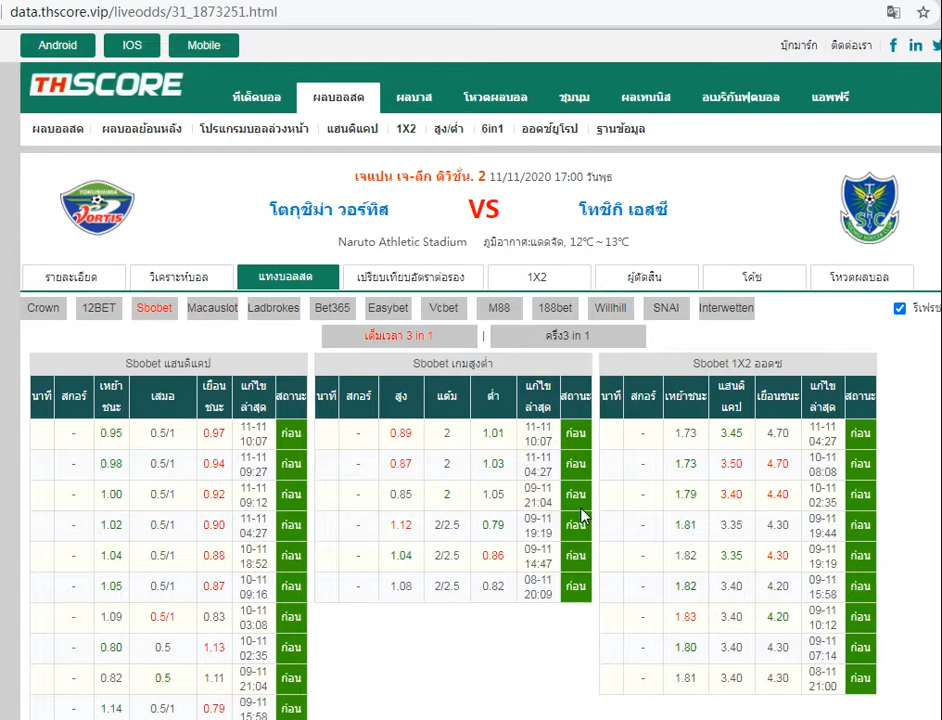 data.thscore.vip/liveodds/31_1873251.html
Android IOS Mobile บุ๊กมาร์ก ติดต่อเรา
THSCORE
ทีเด็ดบอล ผลบอลสด ผลบาส โหวตผลบอล ชุมนุม ผลเทนนิส อเมริกันฟุตบอล แอพฟรี
ผลบอลสด ผลบอลย้อนหลัง โปรแกรมบอลล่วงหน้า แฮนดิแคป 1X2 สูง/ต่ำ 6in1 ออดซ์ยุโรป ฐานข้อมูล
เจแปน เจ-ลีก ดิวิชั่น. 2 11/11/2020 17:00 วันพุธ
TOKUSHIMA VORTIS
โตกุชิม่า วอร์ทิส VS โทชิกิ เอสซี
Naruto Athletic Stadium ภูมิอากาศ:แดดจัด, 12℃～13℃
รายละเอียด วิเคราะห์บอล แทงบอลสด เปรียบเทียบอัตราต่อรอง 1X2 ผู้ตัดสิน โค้ช โหวตผลบอล
Crown 12BET Sbobet Macauslot Ladbrokes Bet365 Easybet Vcbet M88 188bet Willhill SNAI Interwetten รีเฟรช
เต็มเวลา 3 in 1 | ครึ่ง3 in 1
Sbobet แฮนดิแคป
นาที สกอร์ เหย้าชนะ เสมอ เยือนชนะ แก้ไขล่าสุด สถานะ
- 0.95 0.5/1 0.97 11-11 10:07 ก่อน
- 0.98 0.5/1 0.94 11-11 09:27 ก่อน
- 1.00 0.5/1 0.92 11-11 09:12 ก่อน
- 1.02 0.5/1 0.90 11-11 04:27 ก่อน
- 1.04 0.5/1 0.88 10-11 18:52 ก่อน
- 1.05 0.5/1 0.87 10-11 09:16 ก่อน
- 1.09 0.5/1 0.83 10-11 03:08 ก่อน
- 0.80 0.5 1.13 10-11 02:35 ก่อน
- 0.82 0.5 1.11 09-11 21:04 ก่อน
- 1.14 0.5/1 0.79 09-11 15:58 ก่อน
Sbobet เกมสูงต่ำ
นาที สกอร์ สูง แต้ม ต่ำ แก้ไขล่าสุด สถานะ
- 0.89 2 1.01 11-11 10:07 ก่อน
- 0.87 2 1.03 11-11 04:27 ก่อน
- 0.85 2 1.05 09-11 21:04 ก่อน
- 1.12 2/2.5 0.79 09-11 19:19 ก่อน
- 1.04 2/2.5 0.86 09-11 14:47 ก่อน
- 1.08 2/2.5 0.82 08-11 20:09 ก่อน
Sbobet 1X2 ออดซ
นาที สกอร์ เหย้าชนะ แฮนดิแคป เยือนชนะ แก้ไขล่าสุด สถานะ
- 1.73 3.45 4.70 11-11 04:27 ก่อน
- 1.73 3.50 4.70 10-11 08:08 ก่อน
- 1.79 3.40 4.40 10-11 02:35 ก่อน
- 1.81 3.35 4.30 09-11 19:44 ก่อน
- 1.82 3.35 4.30 09-11 19:19 ก่อน
- 1.82 3.40 4.20 09-11 15:58 ก่อน
- 1.83 3.40 4.20 09-11 10:12 ก่อน
- 1.80 3.40 4.30 09-11 07:14 ก่อน
- 1.81 3.40 4.30 08-11 21:00 ก่อน